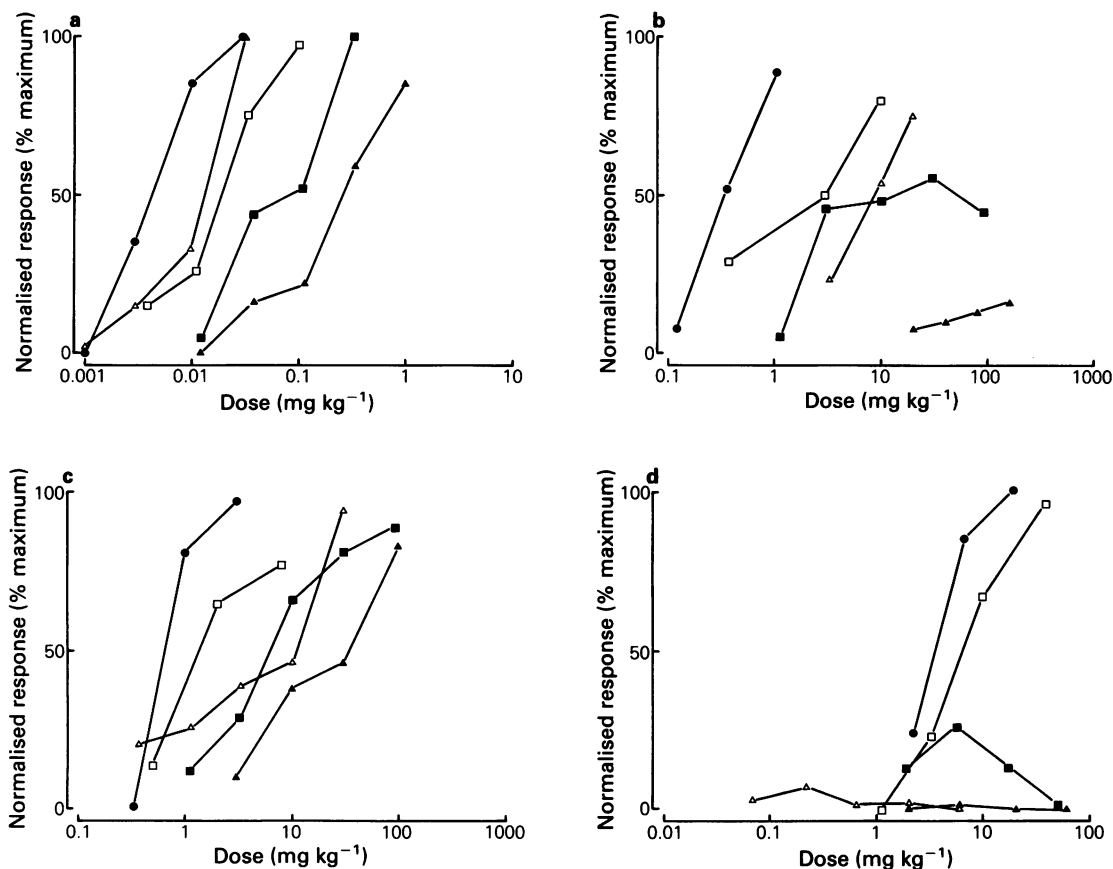 a
Normalised response (% maximum)
100
50
0
0.001 0.01 0.1 1 10
Dose (mg kg⁻¹)
b
Normalised response (% maximum)
100
50
0
0.1 1 10 100 1000
Dose (mg kg⁻¹)
c
Normalised response (% maximum)
100
50
0
0.1 1 10 100 1000
Dose (mg kg⁻¹)
d
Normalised response (% maximum)
100
50
0
0.01 0.1 1 10 100
Dose (mg kg⁻¹)